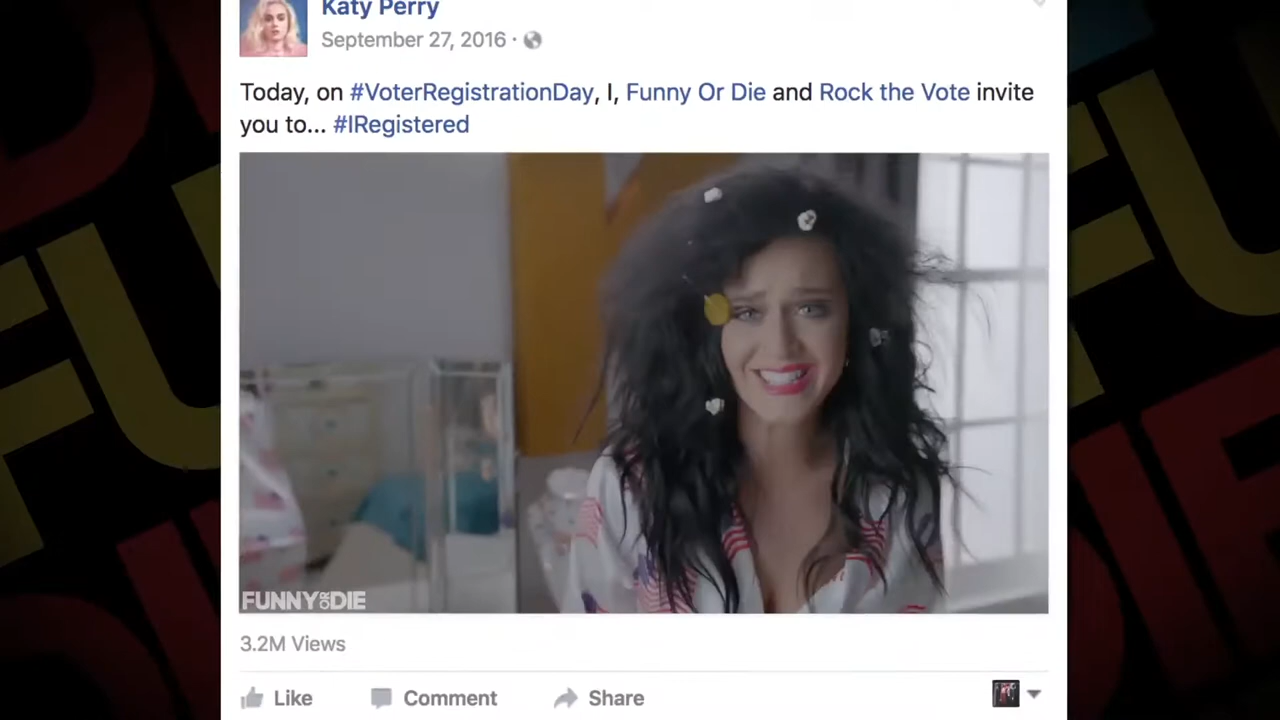 Katy Perry
September 27, 2016 ·
Today, on #VoterRegistrationDay, I, Funny Or Die and Rock the Vote invite
you to... #IRegistered
FUNNY OR DIE
3.2M Views
Like Comment Share